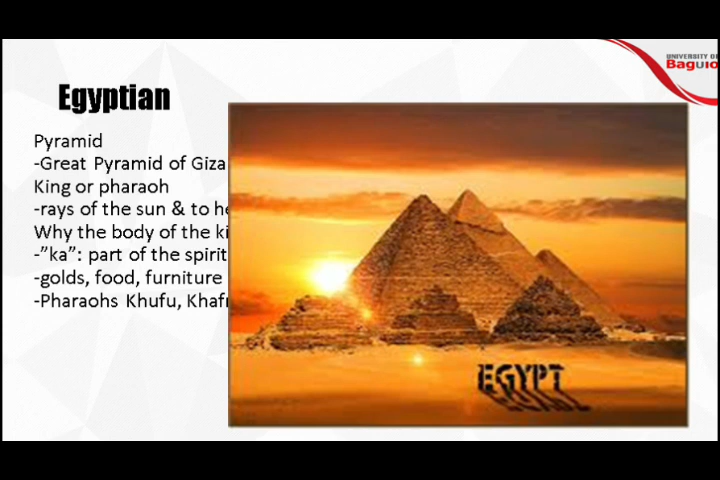 UNIVERSITY OF
Baguio
Egyptian
Pyramid
-Great Pyramid of Giza
King or pharaoh
-rays of the sun & to he
Why the body of the ki
-"ka": part of the spirit
-golds, food, furniture
-Pharaohs Khufu, Khafr
EGYPT